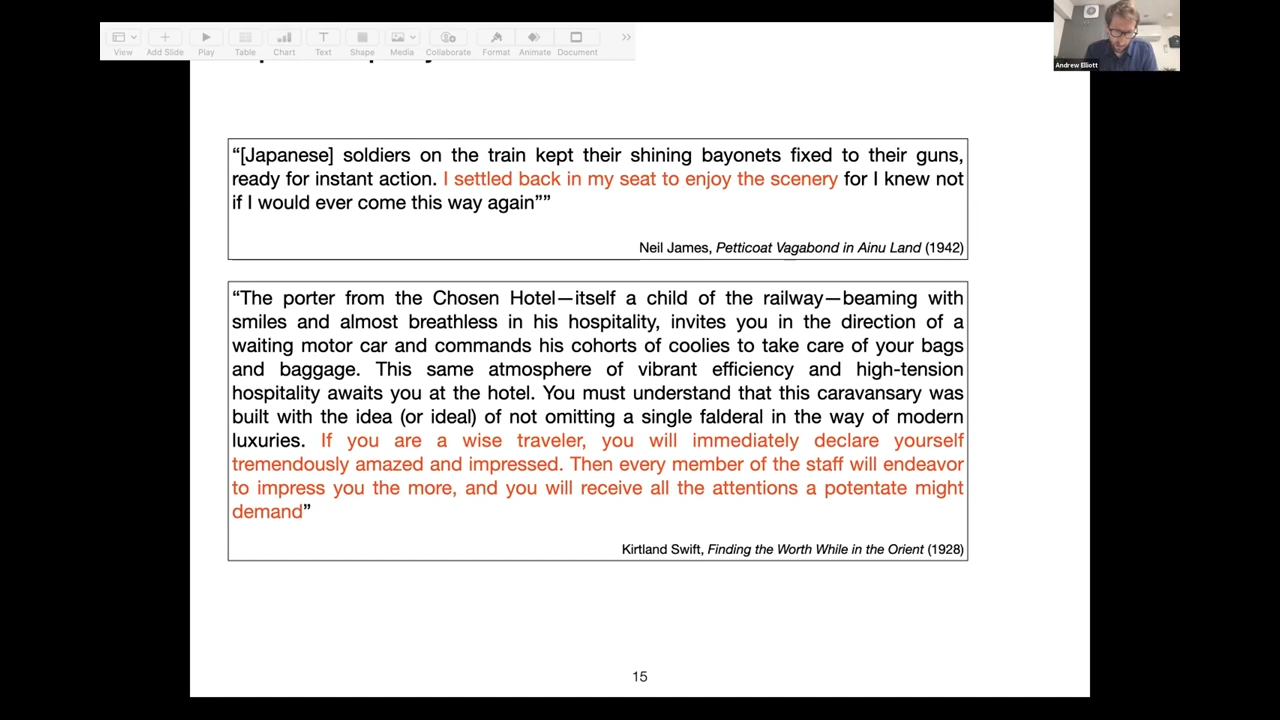 View
Add Slide
Play
Table
Chart
Text
Shape
Media
Collaborate
Format
Animate
Document
Andrew Elliott
“[Japanese] soldiers on the train kept their shining bayonets fixed to their guns,
ready for instant action. I settled back in my seat to enjoy the scenery for I knew not
if I would ever come this way again””
Neil James, Petticoat Vagabond in Ainu Land (1942)
“The porter from the Chosen Hotel—itself a child of the railway—beaming with
smiles and almost breathless in his hospitality, invites you in the direction of a
waiting motor car and commands his cohorts of coolies to take care of your bags
and baggage. This same atmosphere of vibrant efficiency and high-tension
hospitality awaits you at the hotel. You must understand that this caravansary was
built with the idea (or ideal) of not omitting a single falderal in the way of modern
luxuries. If you are a wise traveler, you will immediately declare yourself
tremendously amazed and impressed. Then every member of the staff will endeavor
to impress you the more, and you will receive all the attentions a potentate might
demand”
Kirtland Swift, Finding the Worth While in the Orient (1928)
15